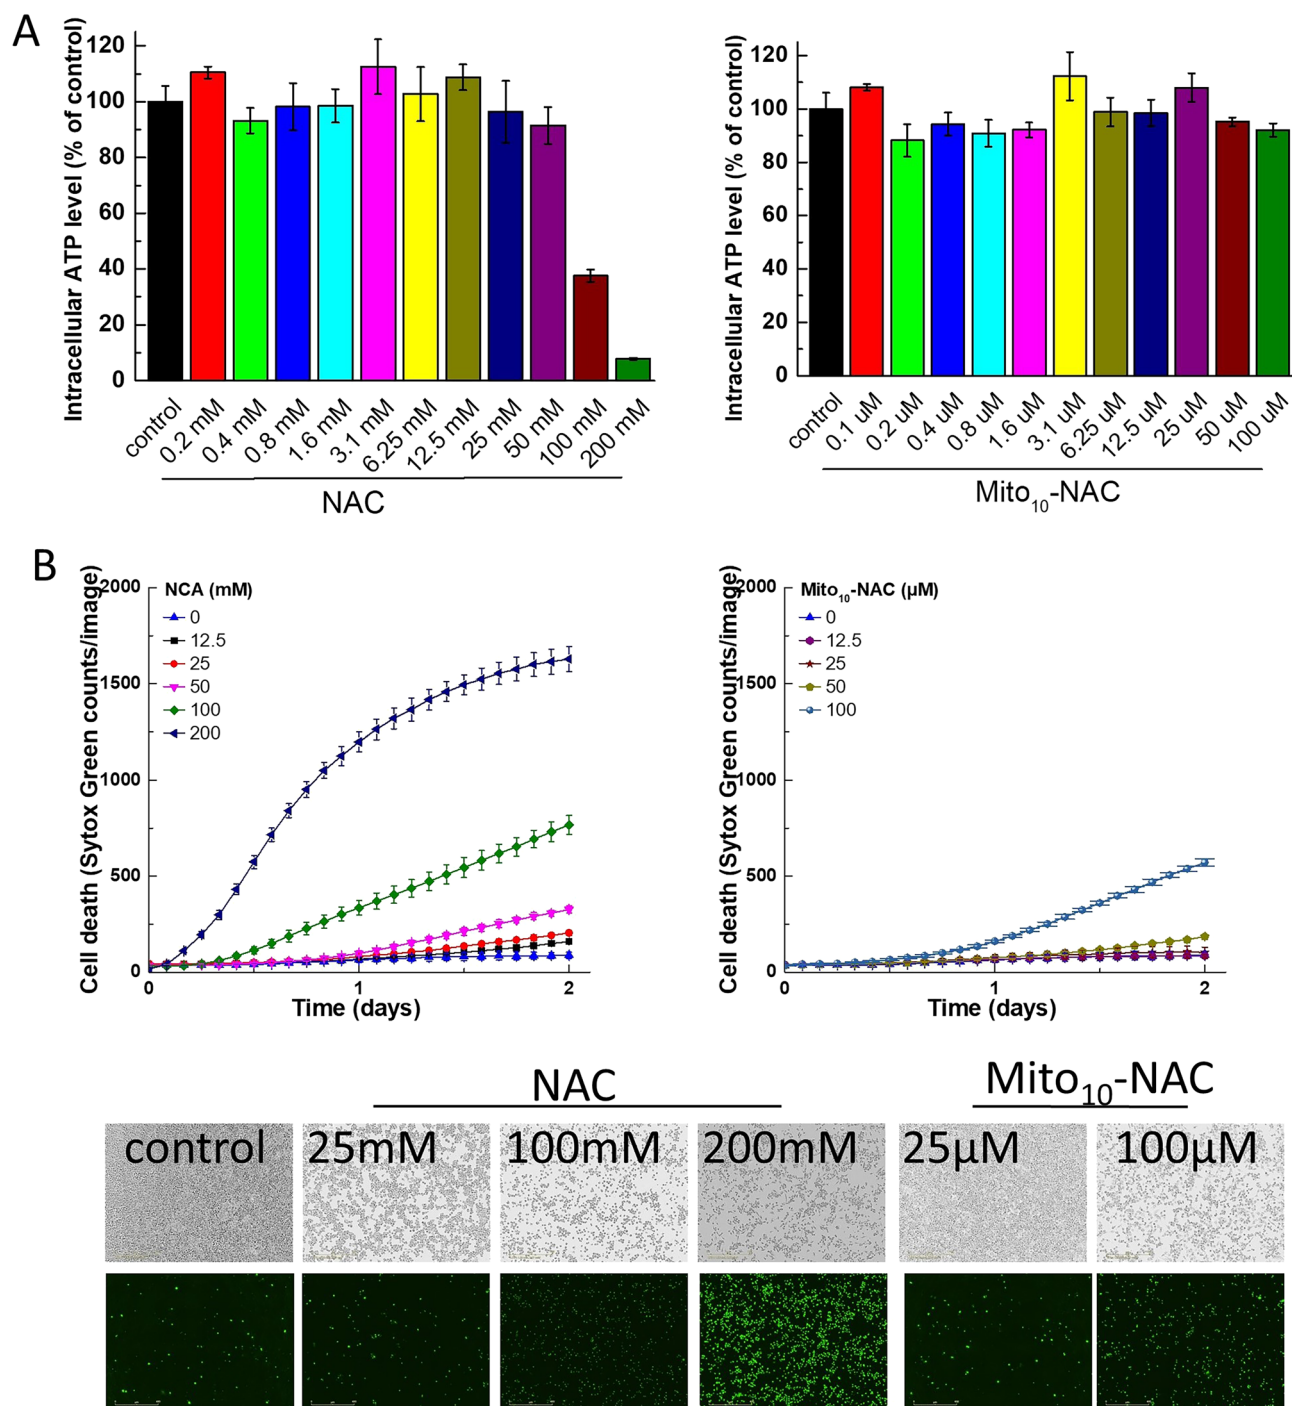 A
Intracellular ATP level (% of control)
120
100
80
60
40
20
0
control
0.2 mM
0.4 mM
0.8 mM
1.6 mM
3.1 mM
6.25 mM
12.5 mM
25 mM
50 mM
100 mM
200 mM
NAC
Intracellular ATP level (% of control)
120
100
80
60
40
20
0
control
0.1 uM
0.2 uM
0.4 uM
0.8 uM
1.6 uM
3.1 uM
6.25 uM
12.5 uM
25 uM
50 uM
100 uM
Mito10-NAC
B
Cell death (Sytox Green counts/image)
2000
1500
1000
500
0
NCA (mM)
0
12.5
25
50
100
200
0 1 2
Time (days)
Cell death (Sytox Green counts/image)
2000
1500
1000
500
0
Mito10-NAC (µM)
0
12.5
25
50
100
0 1 2
Time (days)
NAC
Mito10-NAC
control 25mM 100mM 200mM 25µM 100µM